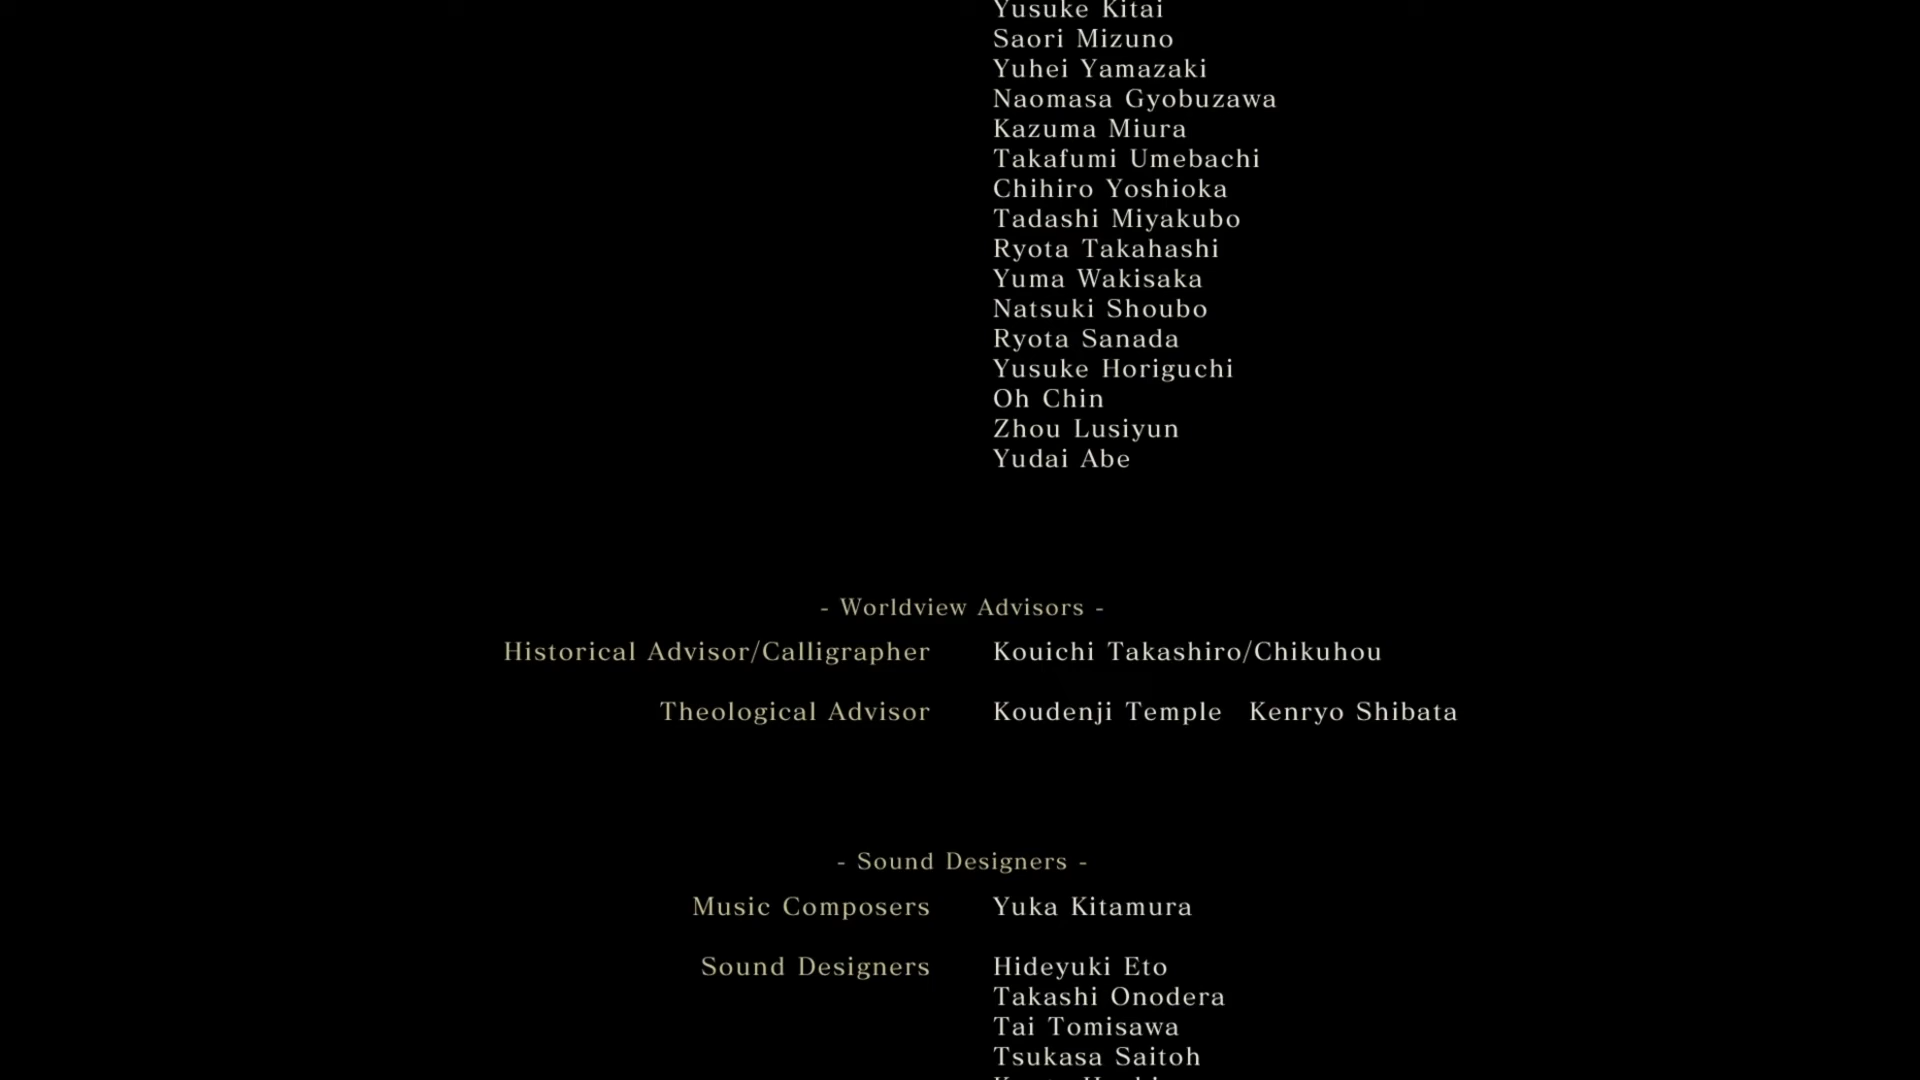 Yusuke Kitai
Saori Mizuno
Yuhei Yamazaki
Naomasa Gyobuzawa
Kazuma Miura
Takafumi Umebachi
Chihiro Yoshioka
Tadashi Miyakubo
Ryota Takahashi
Yuma Wakisaka
Natsuki Shoubo
Ryota Sanada
Yusuke Horiguchi
Oh Chin
Zhou Lusiyun
Yudai Abe
- Worldview Advisors -
Historical Advisor/Calligrapher Kouichi Takashiro/Chikuhou
Theological Advisor Koudenji Temple Kenryo Shibata
- Sound Designers -
Music Composers Yuka Kitamura
Sound Designers Hideyuki Eto
Takashi Onodera
Tai Tomisawa
Tsukasa Saitoh